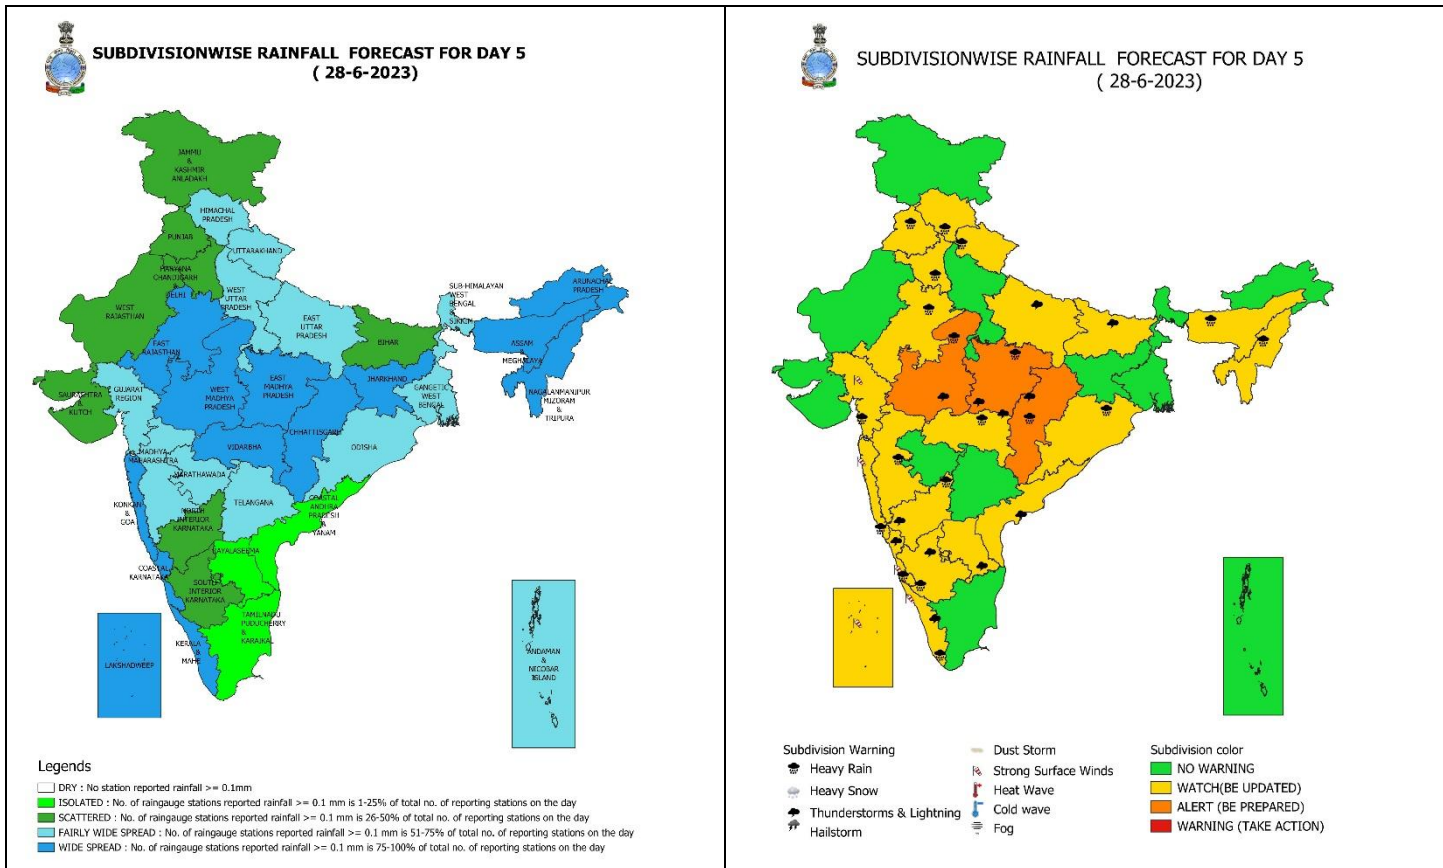 SUBDIVISIONWISE RAINFALL FORECAST FOR DAY 5
( 28-6-2023)
JAMMU
&
KASHMIR
ANLADAKH
HIMACHAL
PRADESH
PUNJAB
UTTARAKHAND
HARYANA
CHANDIGARH
&
DELHI
WEST
UTTAR
PRADESH
WEST
RAJASTHAN
SUB-HIMALAYAN
WEST
BENGAL
&
SIKKIM
ARUNACHAL
PRADESH
EAST
UTTAR
PRADESH
EAST
RAJASTHAN
BIHAR
ASSAM
&
MEGHALAYA
GUJARAT
REGION
SAURASHTRA
&
KUTCH
WEST
MADHYA
PRADESH
EAST
MADHYA
PRADESH
JHARKHAND
GANGETIC
WEST
BENGAL
NAGALANMANIPUR
MIZORAM
&
TRIPURA
CHHATTISGARH
VIDARBHA
ODISHA
MADHYA
MAHARASHTRA
MARATHAWADA
TELANGANA
KONKAN
&
GOA
NORTH
INTERIOR
KARNATAKA
COASTAL
ANDHRA
PRADESH
&
YANAM
RAYALASEEMA
COASTAL
KARNATAKA
SOUTH
INTERIOR
KARNATAKA
TAMILNADU
PUDUCHERRY
&
KARAIKAL
KERALA
&
MAHE
LAKSHADWEEP
ANDAMAN
&
NICOBAR
ISLAND
Legends
DRY : No station reported rainfall >= 0.1mm
ISOLATED : No. of raingauge stations reported rainfall >= 0.1 mm is 1-25% of total no. of reporting stations on the day
SCATTERED : No. of raingauge stations reported rainfall >= 0.1 mm is 26-50% of total no. of reporting stations on the day
FAIRLY WIDE SPREAD : No. of raingauge stations reported rainfall >= 0.1 mm is 51-75% of total no. of reporting stations on the day
WIDE SPREAD : No. of raingauge stations reported rainfall >= 0.1 mm is 75-100% of total no. of reporting stations on the day
SUBDIVISIONWISE RAINFALL FORECAST FOR DAY 5
( 28-6-2023)
Subdivision Warning
Heavy Rain
Heavy Snow
Thunderstorms & Lightning
Hailstorm
Dust Storm
Strong Surface Winds
Heat Wave
Cold wave
Fog
Subdivision color
NO WARNING
WATCH(BE UPDATED)
ALERT (BE PREPARED)
WARNING (TAKE ACTION)